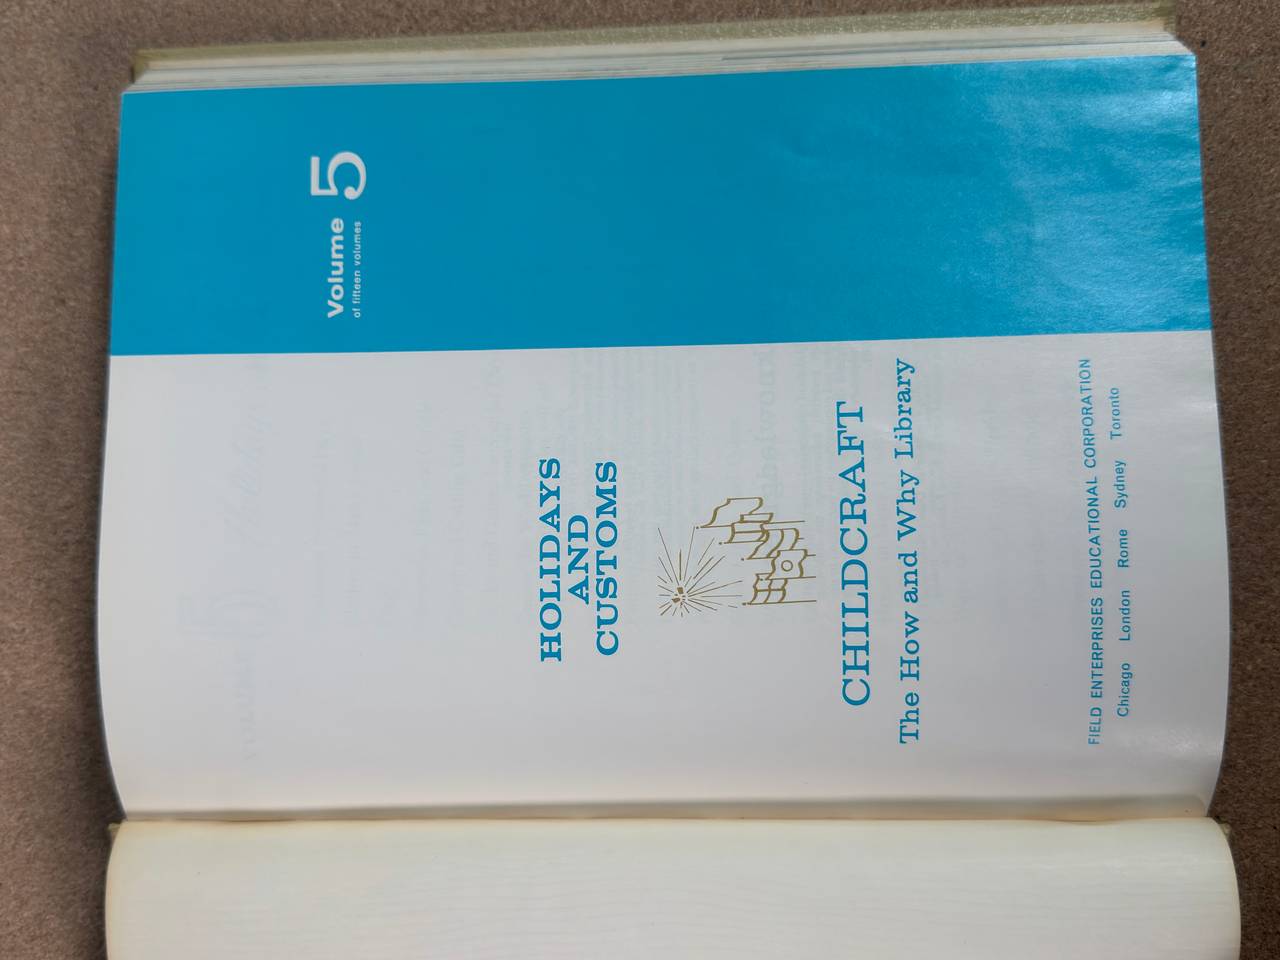 Volume 5
of fifteen volumes
HOLIDAYS
AND
CUSTOMS
CHILDCRAFT
The How and Why Library
FIELD ENTERPRISES EDUCATIONAL CORPORATION
Chicago London Rome Sydney Toronto